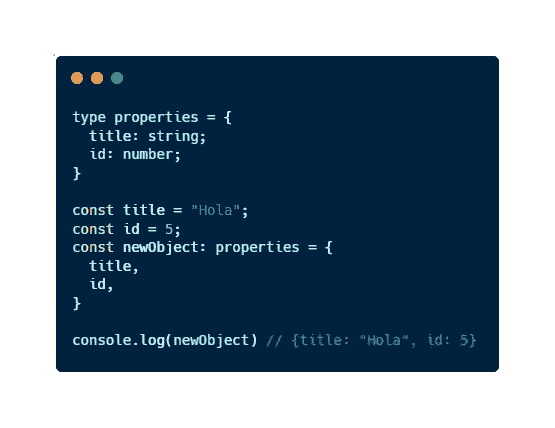 type properties = {
  title: string;
  id: number;
}

const title = "Hola";
const id = 5;
const newObject: properties = {
  title,
  id,
}

console.log(newObject) // {title: "Hola", id: 5}